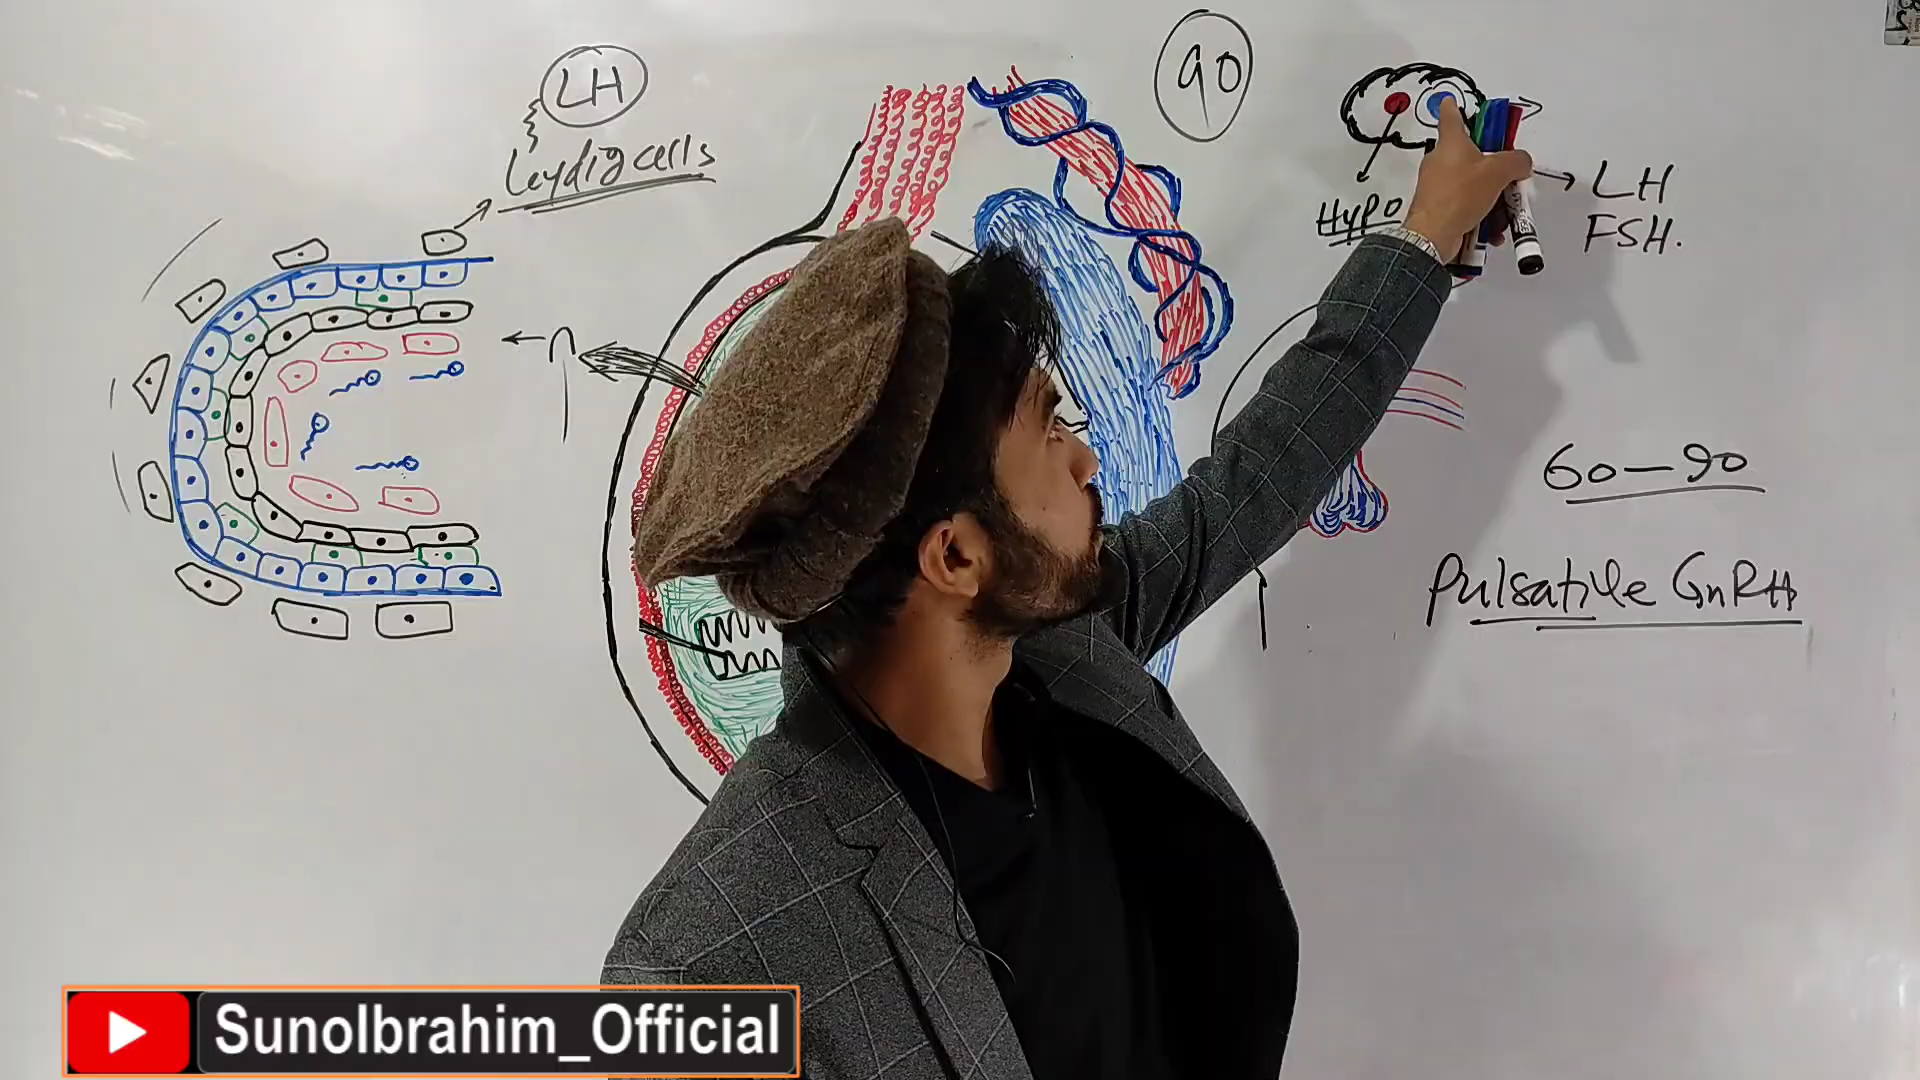 LH
Leydig cells
90
Hypo
LH
FSH.
60-90
Pulsatile GnRH
SunoIbrahim_Official